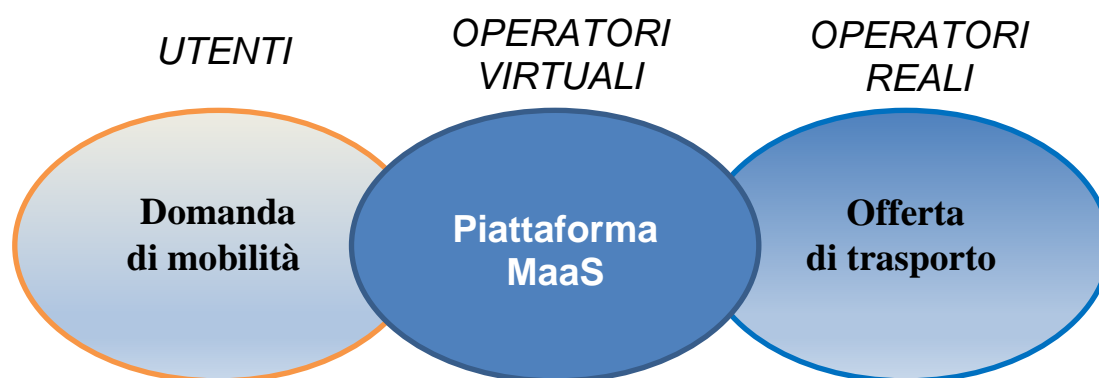 UTENTI
OPERATORI
VIRTUALI
OPERATORI
REALI
Domanda
di mobilità
Piattaforma
MaaS
Offerta
di trasporto